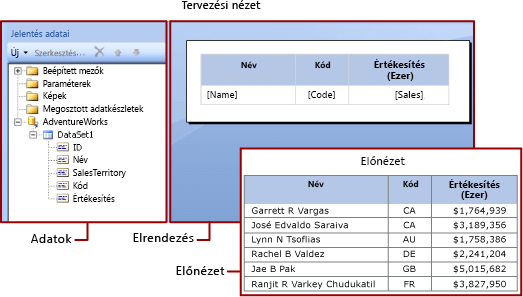 Tervezési nézet
Jelentés adatai
Új Szerkesztés...
Beépített mezők
Paraméterek
Képek
Megosztott adatkészletek
AdventureWorks
DataSet1
ID
Név
SalesTerritory
Kód
Értékesítés
Név Kód Értékesítés
(Ezer)
[Name] [Code] [Sales]
Adatok
Elrendezés
Előnézet
Előnézet
Név Kód Értékesítés
(Ezer)
Garrett R Vargas CA $1,764,939
José Edvaldo Saraiva CA $3,189,356
Lynn N Tsoflias AU $1,758,386
Rachel B Valdez DE $2,241,204
Jae B Pak GB $5,015,682
Ranjit R Varkey Chudukatil FR $3,827,950